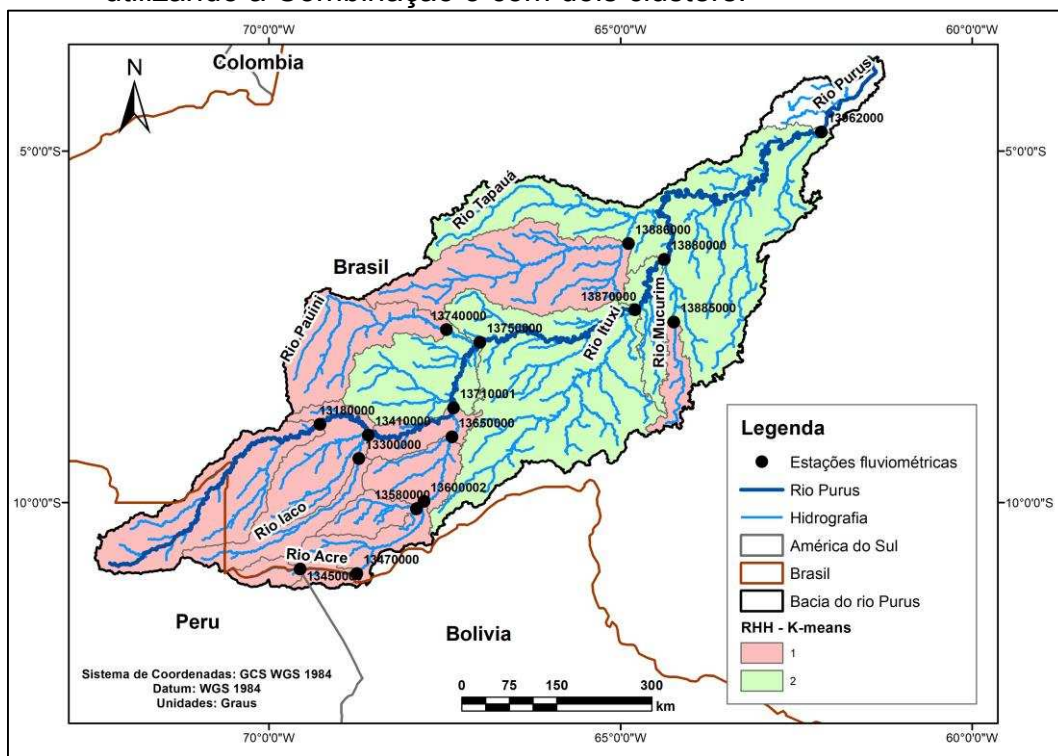 utilizando a Combinação 6 com dois clusters.
70°0'0"W
65°0'0"W
60°0'0"W
Colombia
N
Rio Purus
13962000
5°0'0"S
5°0'0"S
Rio Tapauá
13886000
13880000
Brasil
13870000
13885000
Rio Ituxi
Rio Mucurim
Rio Pauini
13740000
13750000
13710001
13180000
13410000
13650000
13300000
13600002
13580000
10°0'0"S
10°0'0"S
Rio Iaco
Rio Acre
13470000
13450000
Peru
Bolivia
Legenda
Estações fluviométricas
Rio Purus
Hidrografia
América do Sul
Brasil
Bacia do rio Purus
RHH - K-means
1
2
Sistema de Coordenadas: GCS WGS 1984
Datum: WGS 1984
Unidades: Graus
0 75 150 300
km
70°0'0"W
65°0'0"W
60°0'0"W